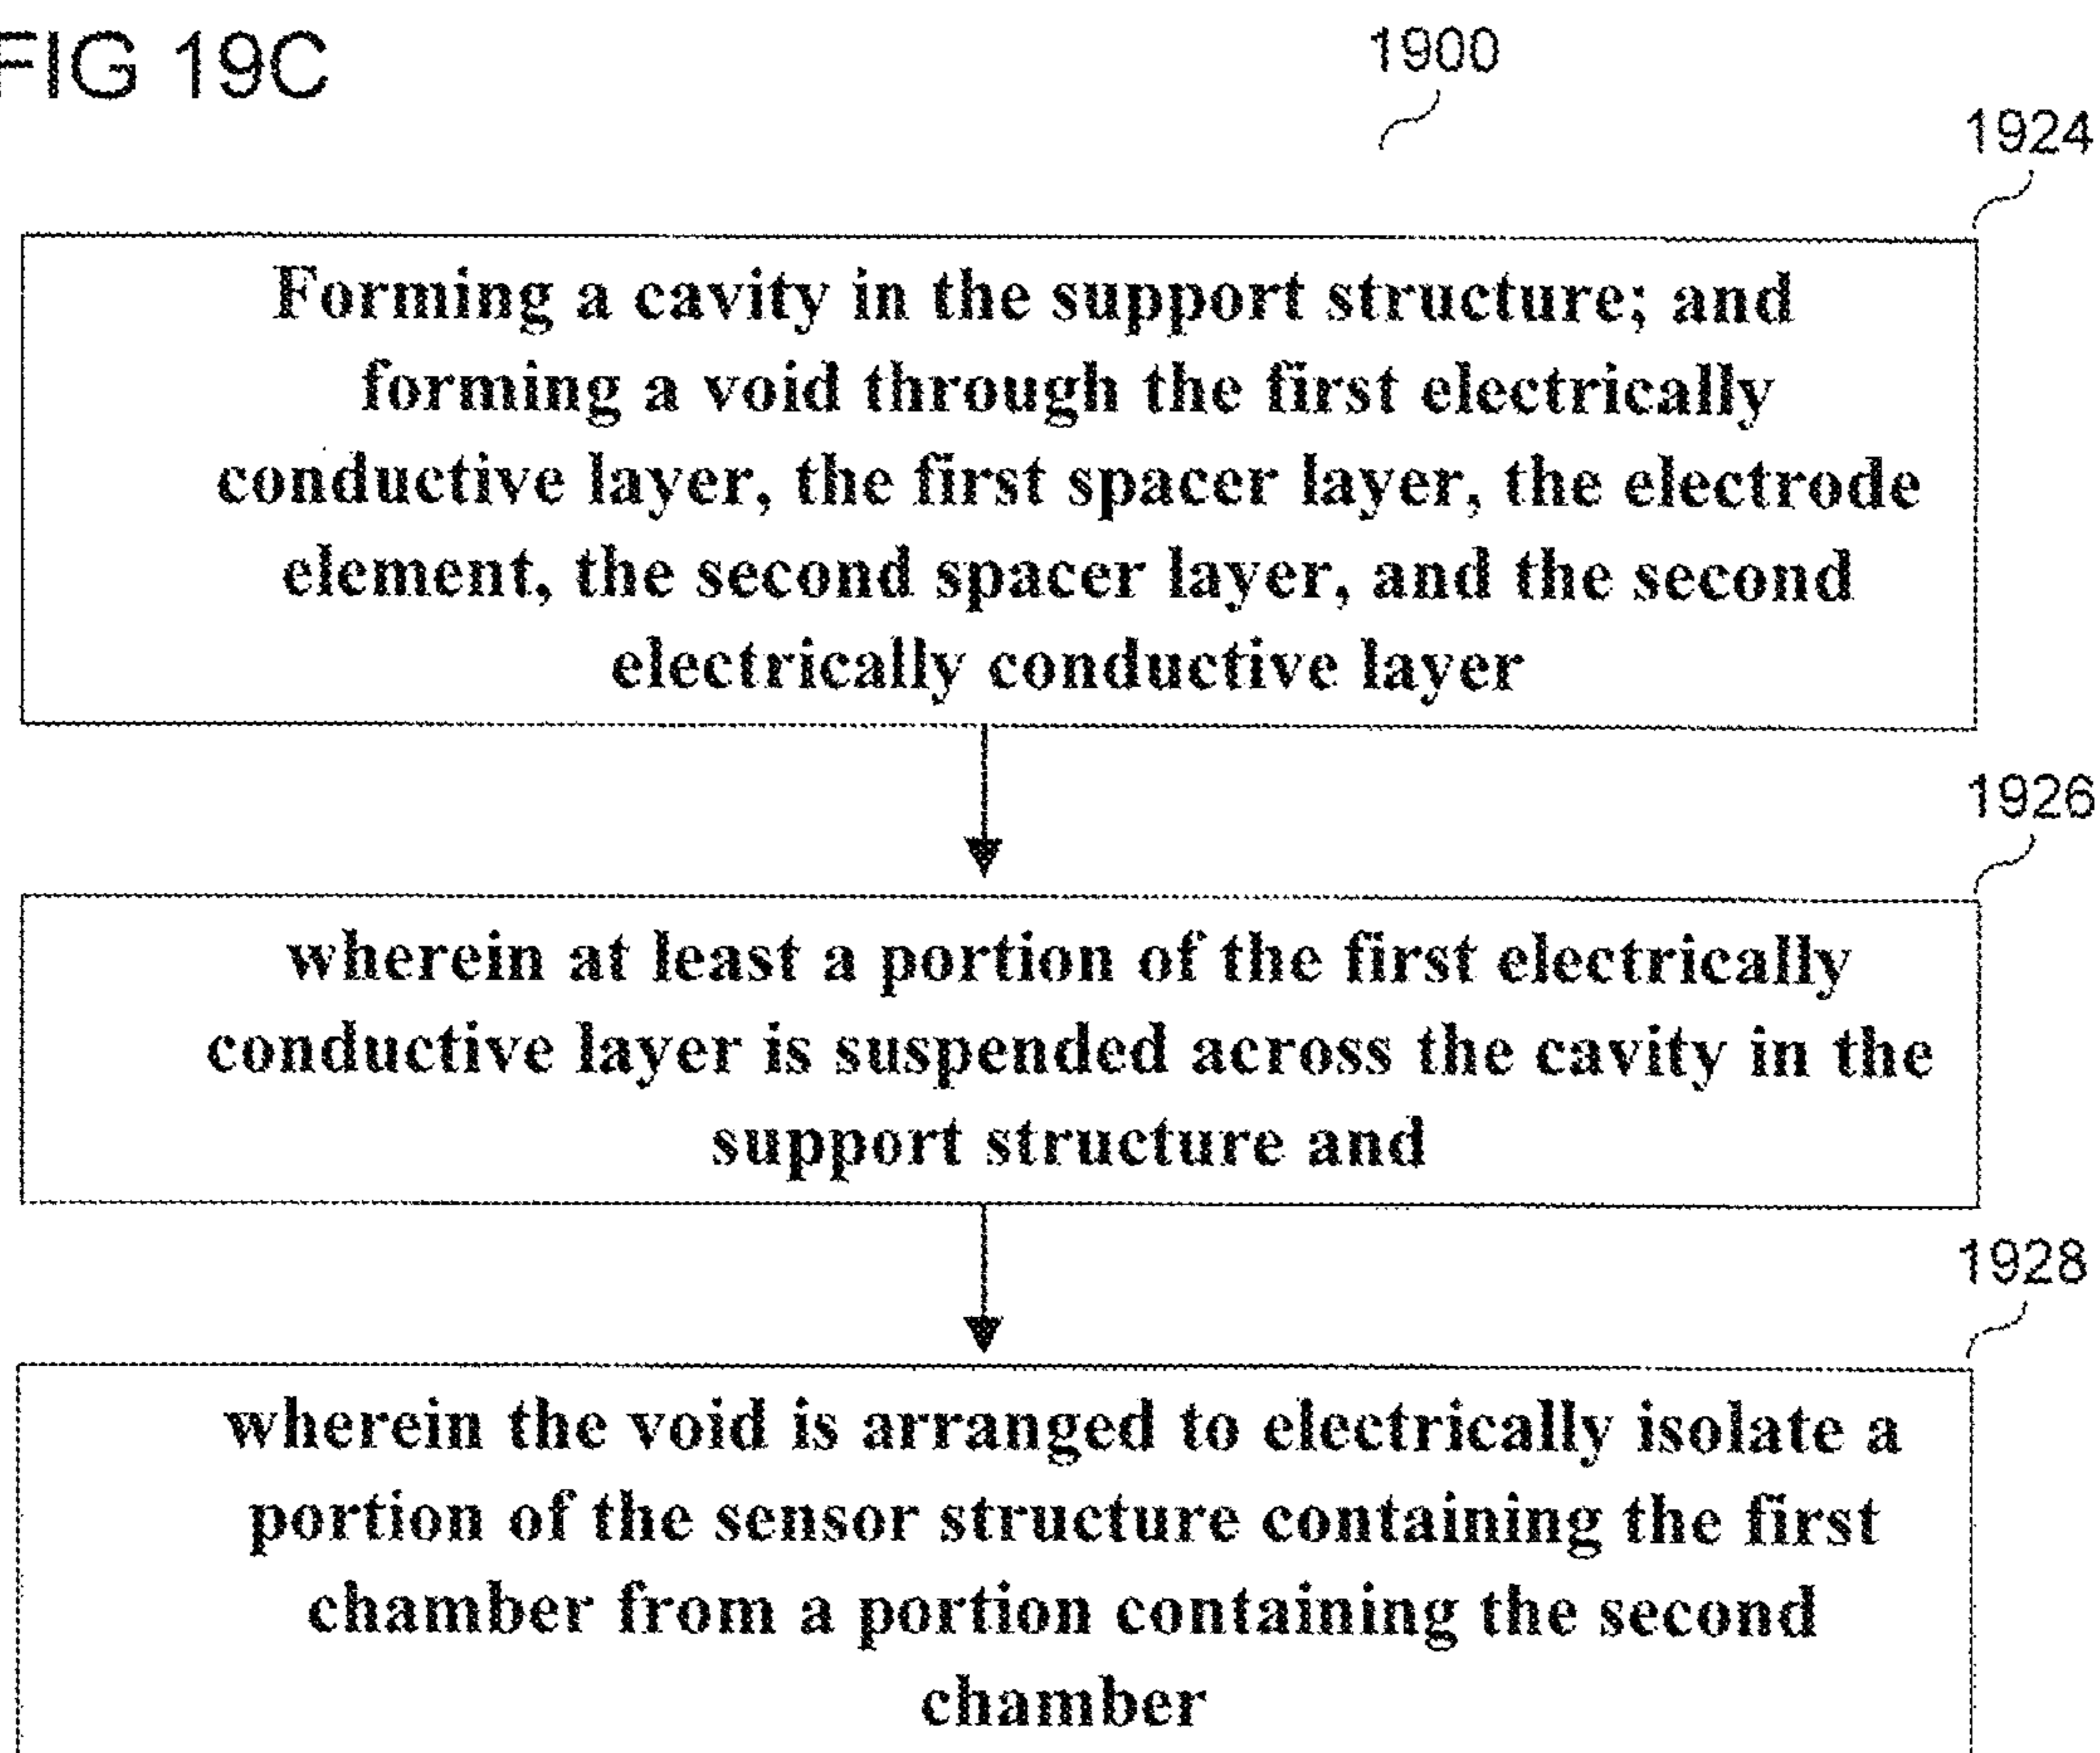 FIG 19C
1900
1924
Forming a cavity in the support structure; and
forming a void through the first electrically
conductive layer, the first spacer layer, the electrode
element, the second spacer layer, and the second
electrically conductive layer
1926
wherein at least a portion of the first electrically
conductive layer is suspended across the cavity in the
support structure and
1928
wherein the void is arranged to electrically isolate a
portion of the sensor structure containing the first
chamber from a portion containing the second
chamber